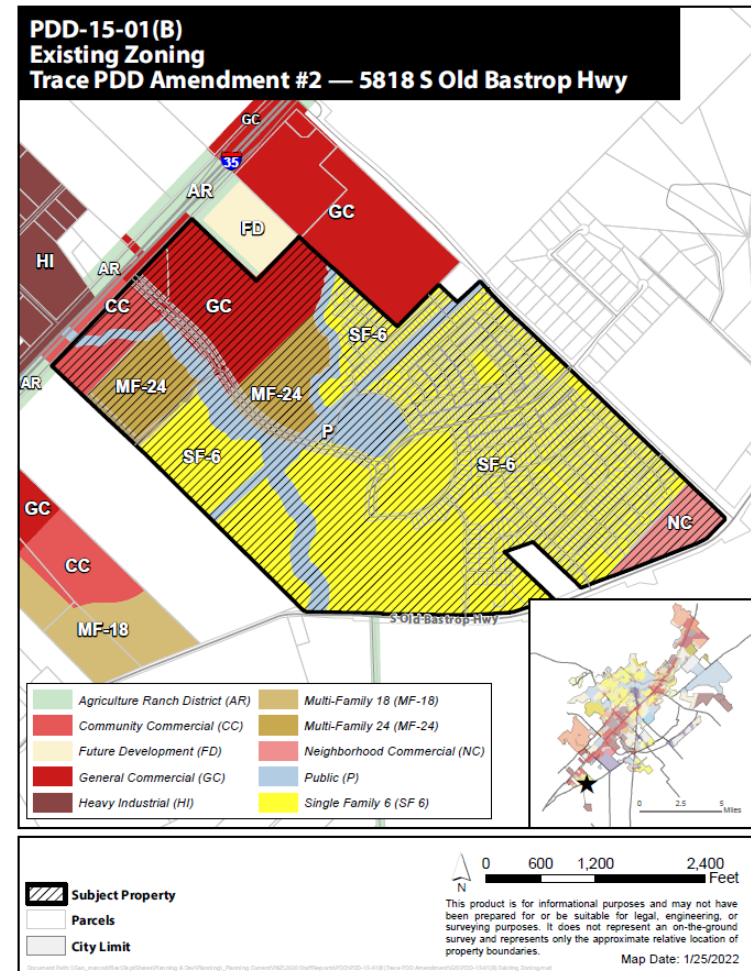 PDD-15-01(B)
Existing Zoning
Trace PDD Amendment #2 — 5818 S Old Bastrop Hwy
GC
35
AR
GC
FD
HI
AR
CC
GC
SF-6
AR
MF-24
MF-24
P
SF-6
SF-6
GC
NC
CC
MF-18
S Old Bastrop Hwy
Agriculture Ranch District (AR)
Multi-Family 18 (MF-18)
Community Commercial (CC)
Multi-Family 24 (MF-24)
Future Development (FD)
Neighborhood Commercial (NC)
General Commercial (GC)
Public (P)
Heavy Industrial (HI)
Single Family 6 (SF 6)
0 2.5 5
Miles
Subject Property
Parcels
City Limit
N
0 600 1,200 2,400
Feet
This product is for informational purposes and may not have
been prepared for or be suitable for legal, engineering, or
surveying purposes. It does not represent an on-the-ground
survey and represents only the approximate relative location of
property boundaries.
Map Date: 1/25/2022